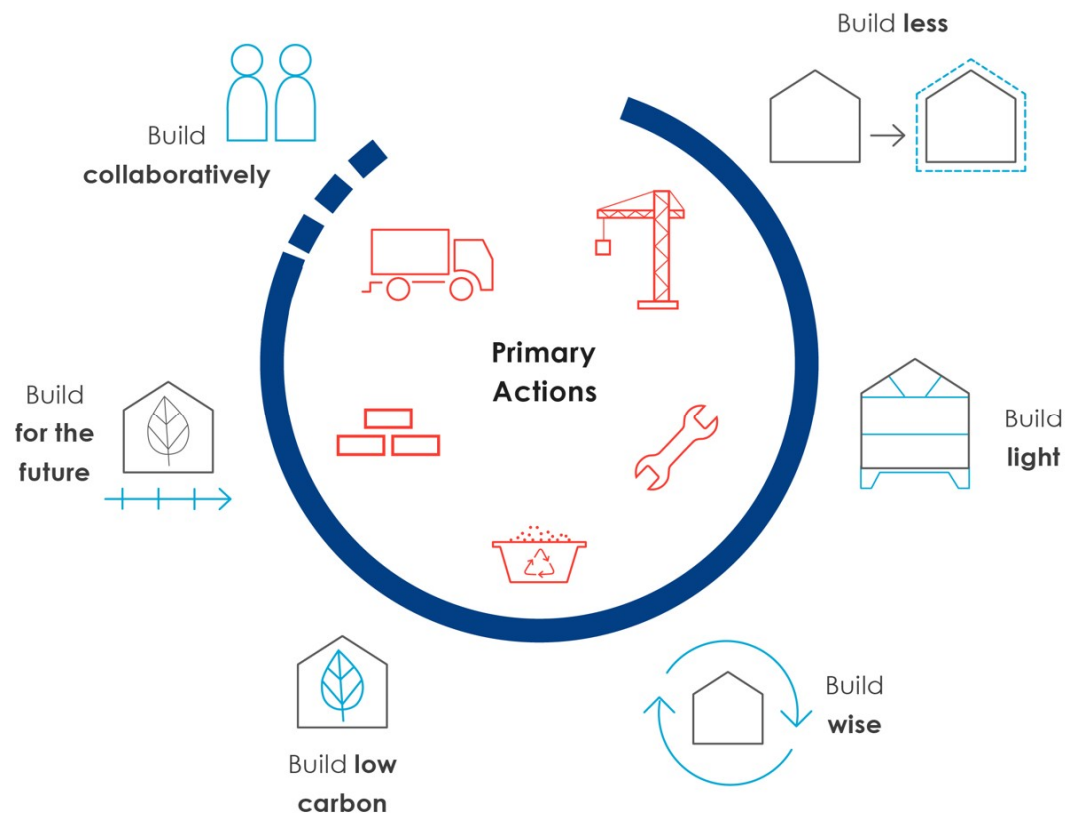 Build less
Build
collaboratively
Primary
Actions
Build
for the
future
Build
light
Build
wise
Build low
carbon